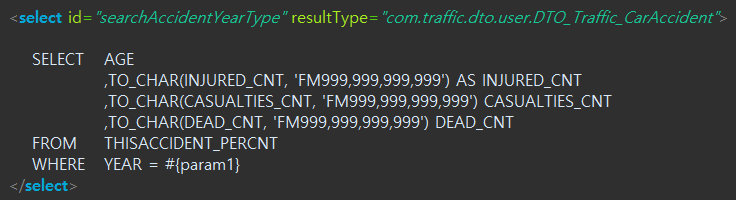 <select id="searchAccidentYearType" resultType="com.traffic.dto.user.DTO_Traffic_CarAccident">
SELECT AGE
,TO_CHAR(INJURED_CNT, 'FM999,999,999,999') AS INJURED_CNT
,TO_CHAR(CASUALTIES_CNT, 'FM999,999,999,999') CASUALTIES_CNT
,TO_CHAR(DEAD_CNT, 'FM999,999,999,999') DEAD_CNT
FROM THISACCIDENT_PERCNT
WHERE YEAR = #{param1}
</select>